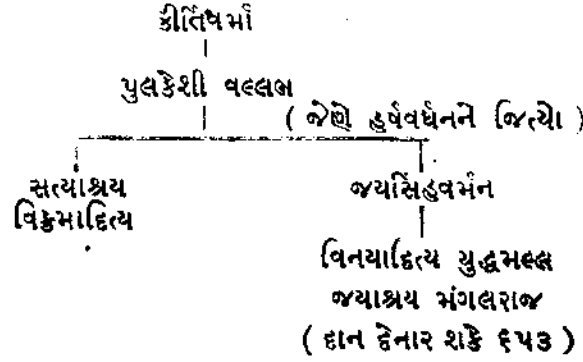 કીર્તિવર્મા
પુલકેશી વલ્લભ
( જેણે હર્ષવર્ધનને જિત્યો )
સત્યાશ્રય
વિક્રમાદિત્ય
જયસિંહવર્મન
વિનયાદિત્ય યુદ્ધમલ્લ
જયાશ્રય મંગલરાજ
( દાન દેનાર શકે ૬૫૩ )